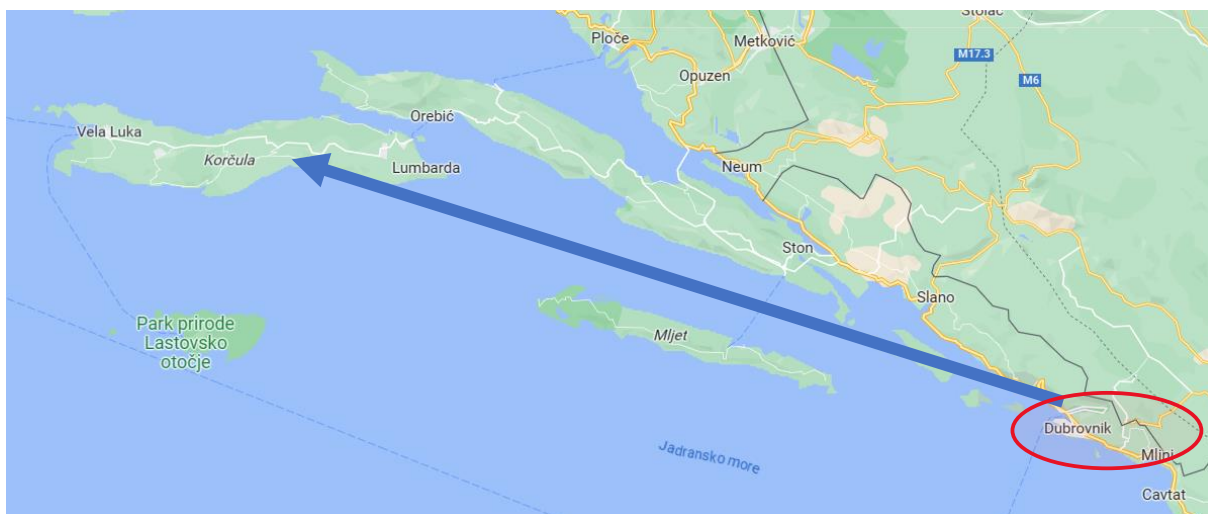 Stolac
Ploče
Metković
M17.3
Opuzen
M6
Orebić
Vela Luka
Korčula
Lumbarda
Neum
Ston
Slano
Park prirode
Lastovsko
otočje
Mljet
Dubrovnik
Jadransko more
Mlini
Cavtat